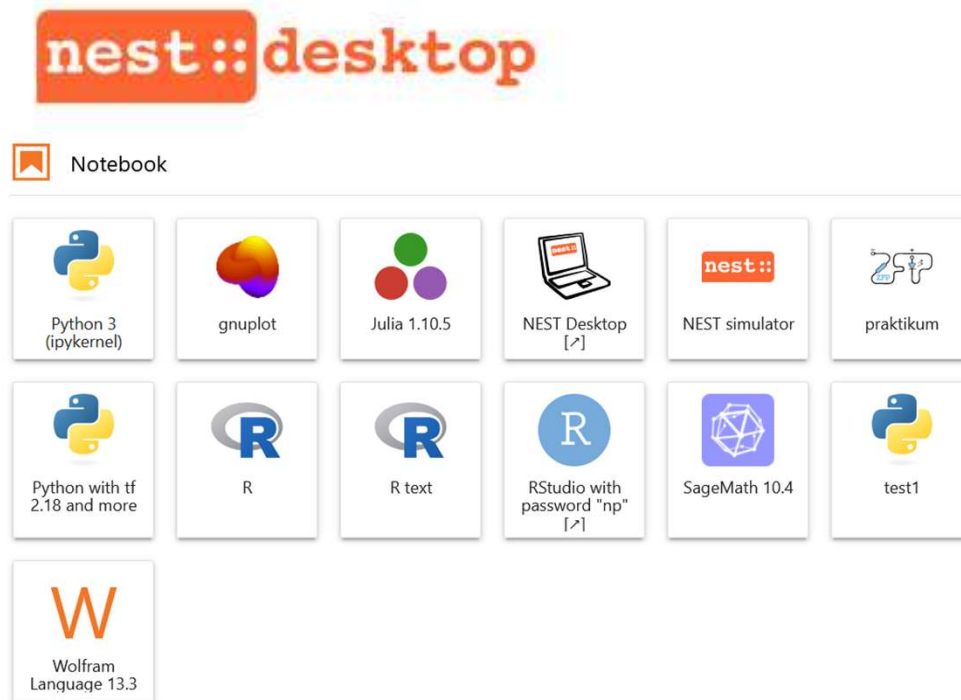 nest::desktop
Notebook
Python 3
(ipykernel)
gnuplot
Julia 1.10.5
nest::
NEST Desktop
[↗]
nest::
NEST simulator
praktikum
Python with tf
2.18 and more
R
R
R
R text
R
RStudio with
password "np"
[↗]
SageMath 10.4
test1
W
Wolfram
Language 13.3